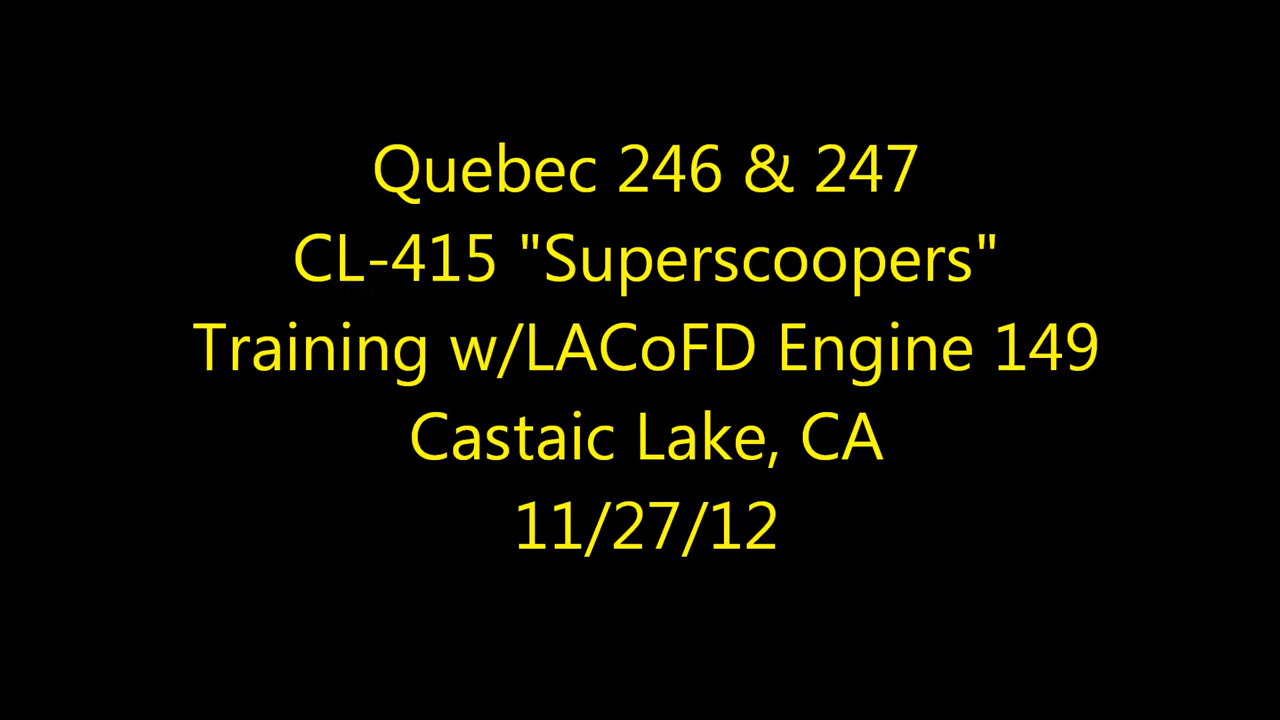 Quebec 246 & 247
CL-415 "Superscoopers"
Training w/LACoFD Engine 149
Castaic Lake, CA
11/27/12